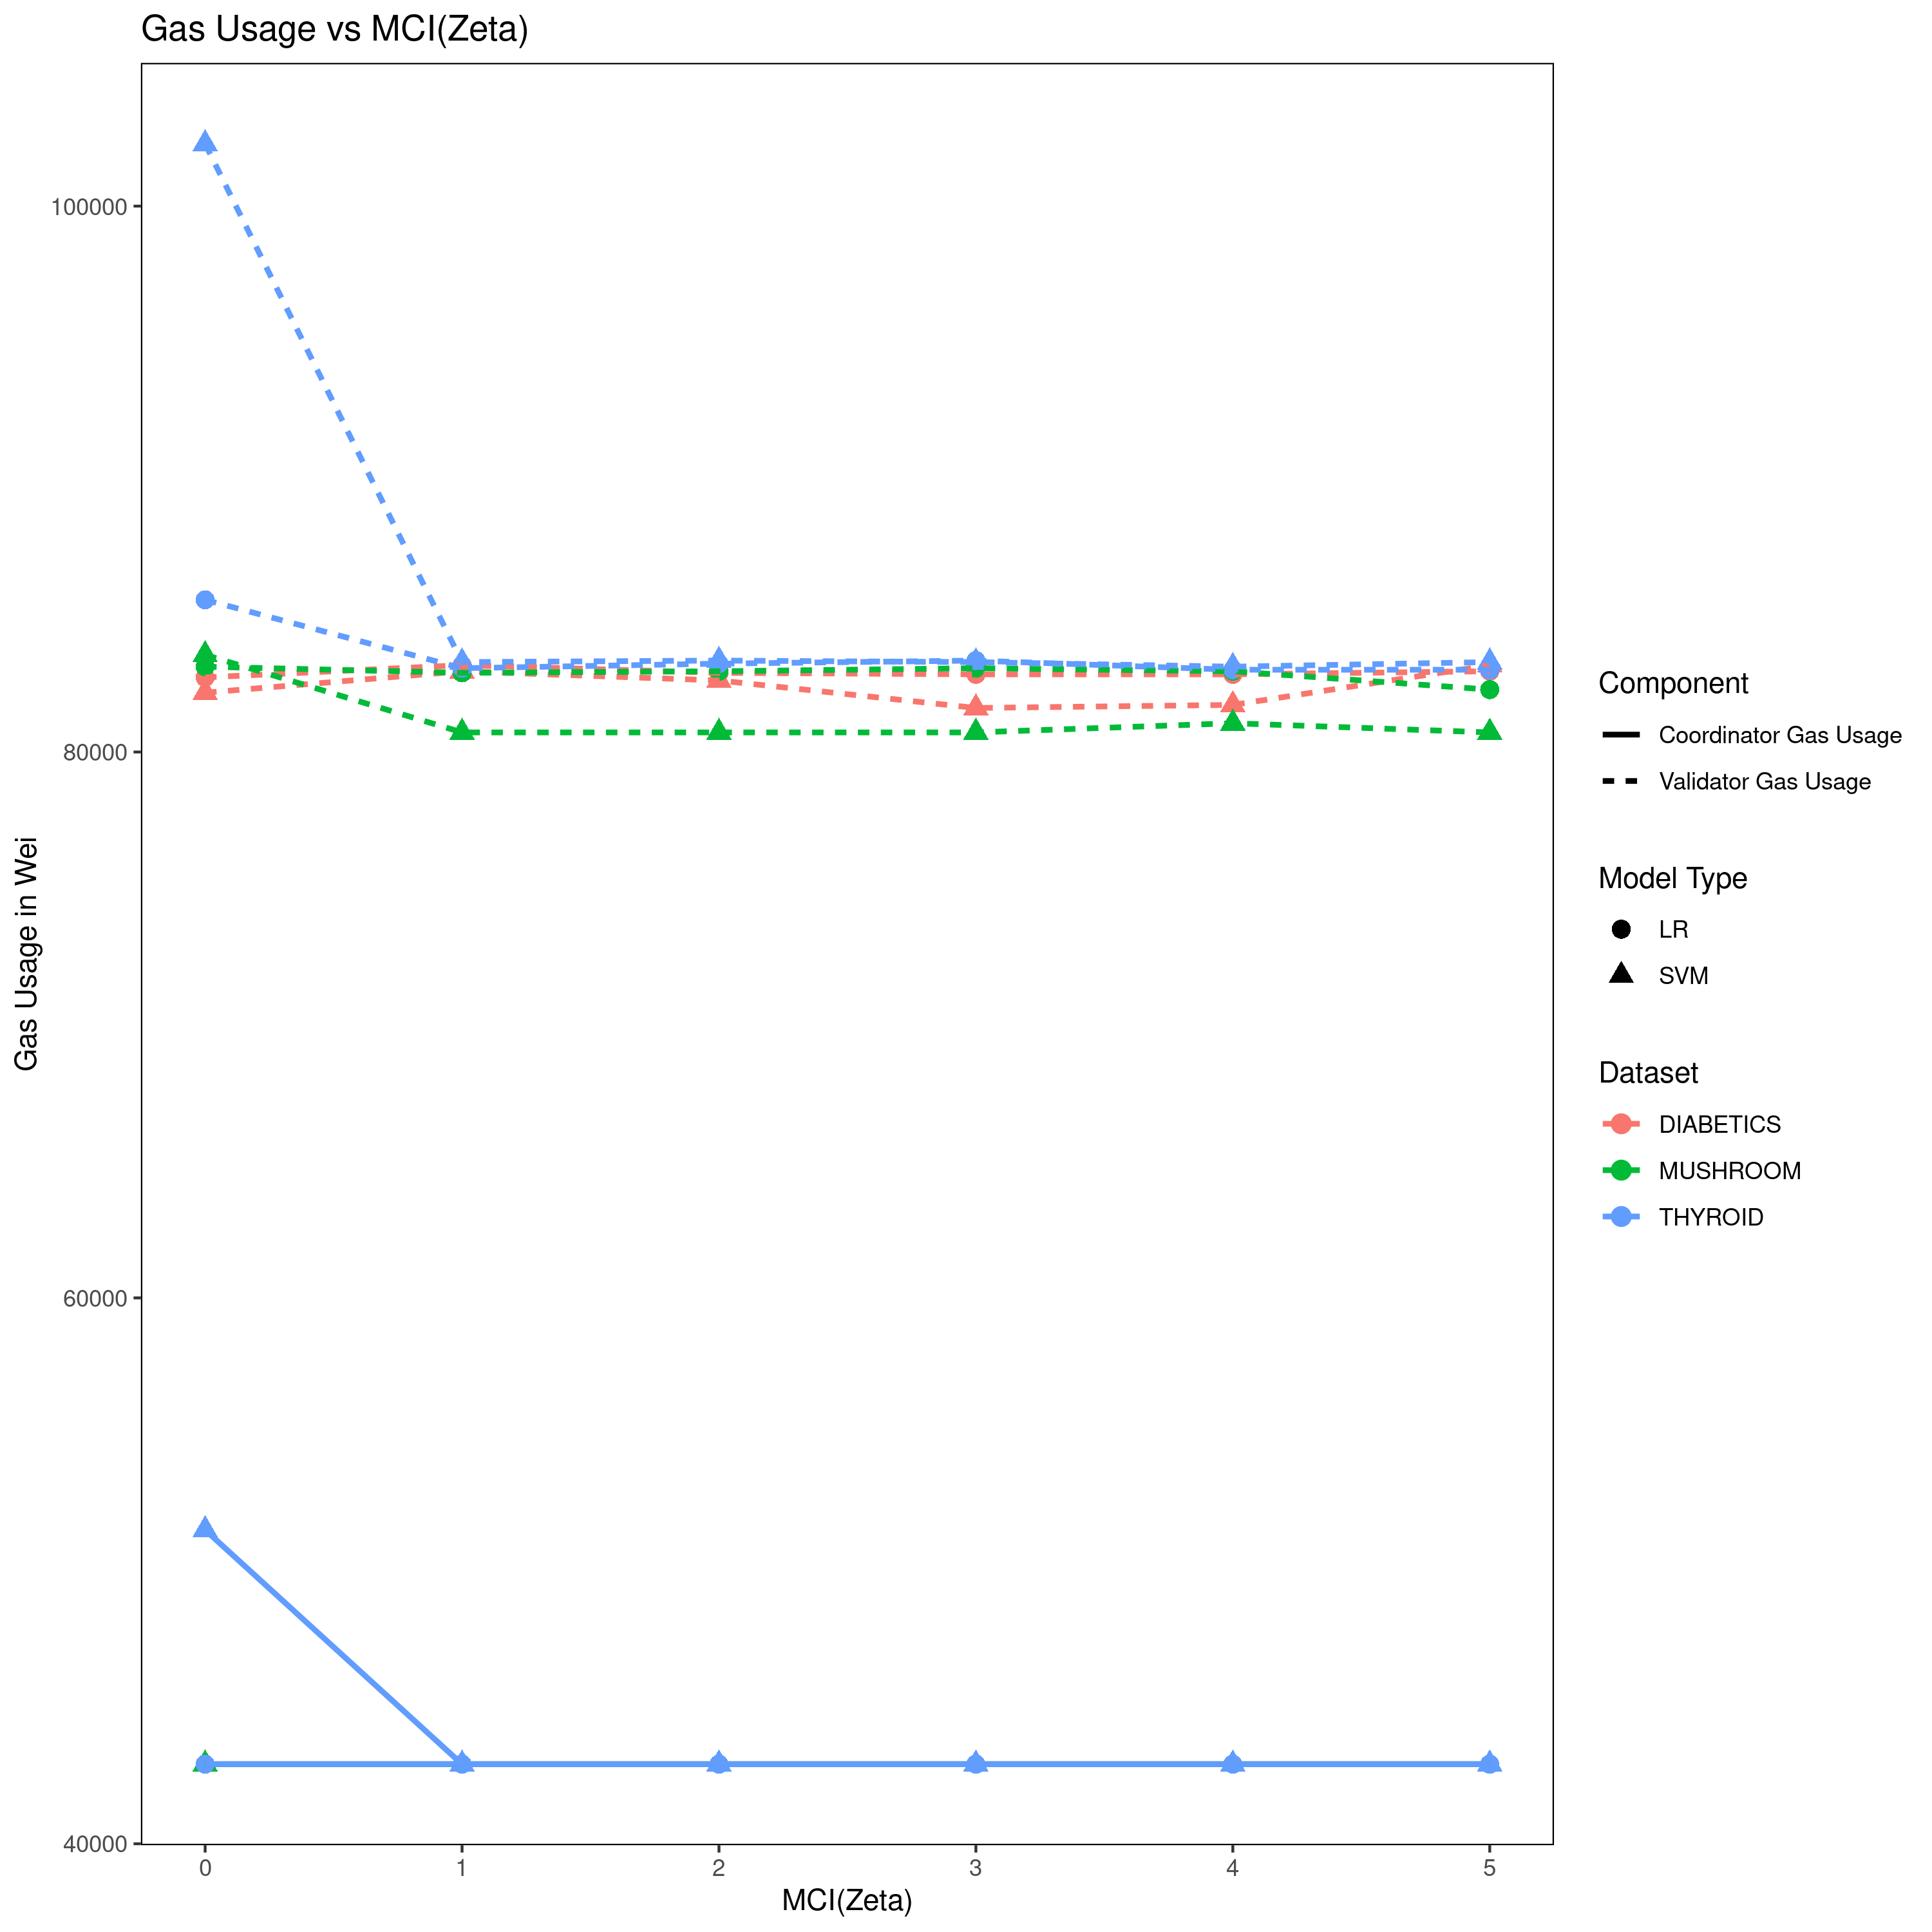 Gas Usage vs MCI(Zeta)
100000
80000
60000
40000
Gas Usage in Wei
0 1 2 3 4 5
MCI(Zeta)
Component
Coordinator Gas Usage
Validator Gas Usage
Model Type
LR
SVM
Dataset
DIABETICS
MUSHROOM
THYROID